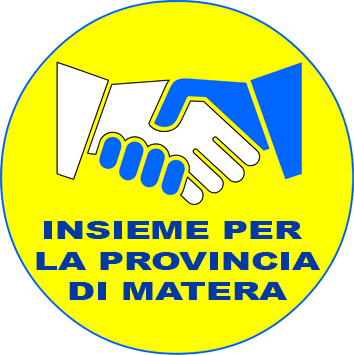 INSIEME PER
LA PROVINCIA
DI MATERA